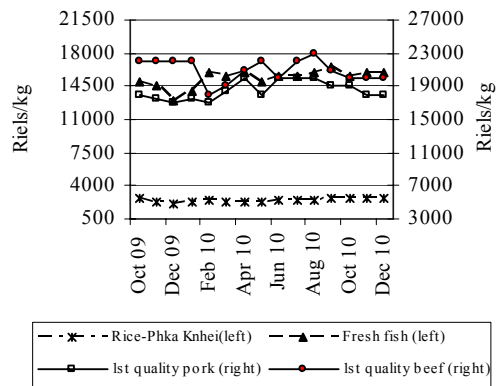 21500 27000
18000 23000
14500 19000
11000 15000
7500 11000
4000 7000
500 3000
Riels/kg
Riels/kg
Oct 09 Dec 09 Feb 10 Apr 10 Jun 10 Aug 10 Oct 10 Dec 10
Rice-Phka Knhei(left) Fresh fish (left)
1st quality pork (right) 1st quality beef (right)